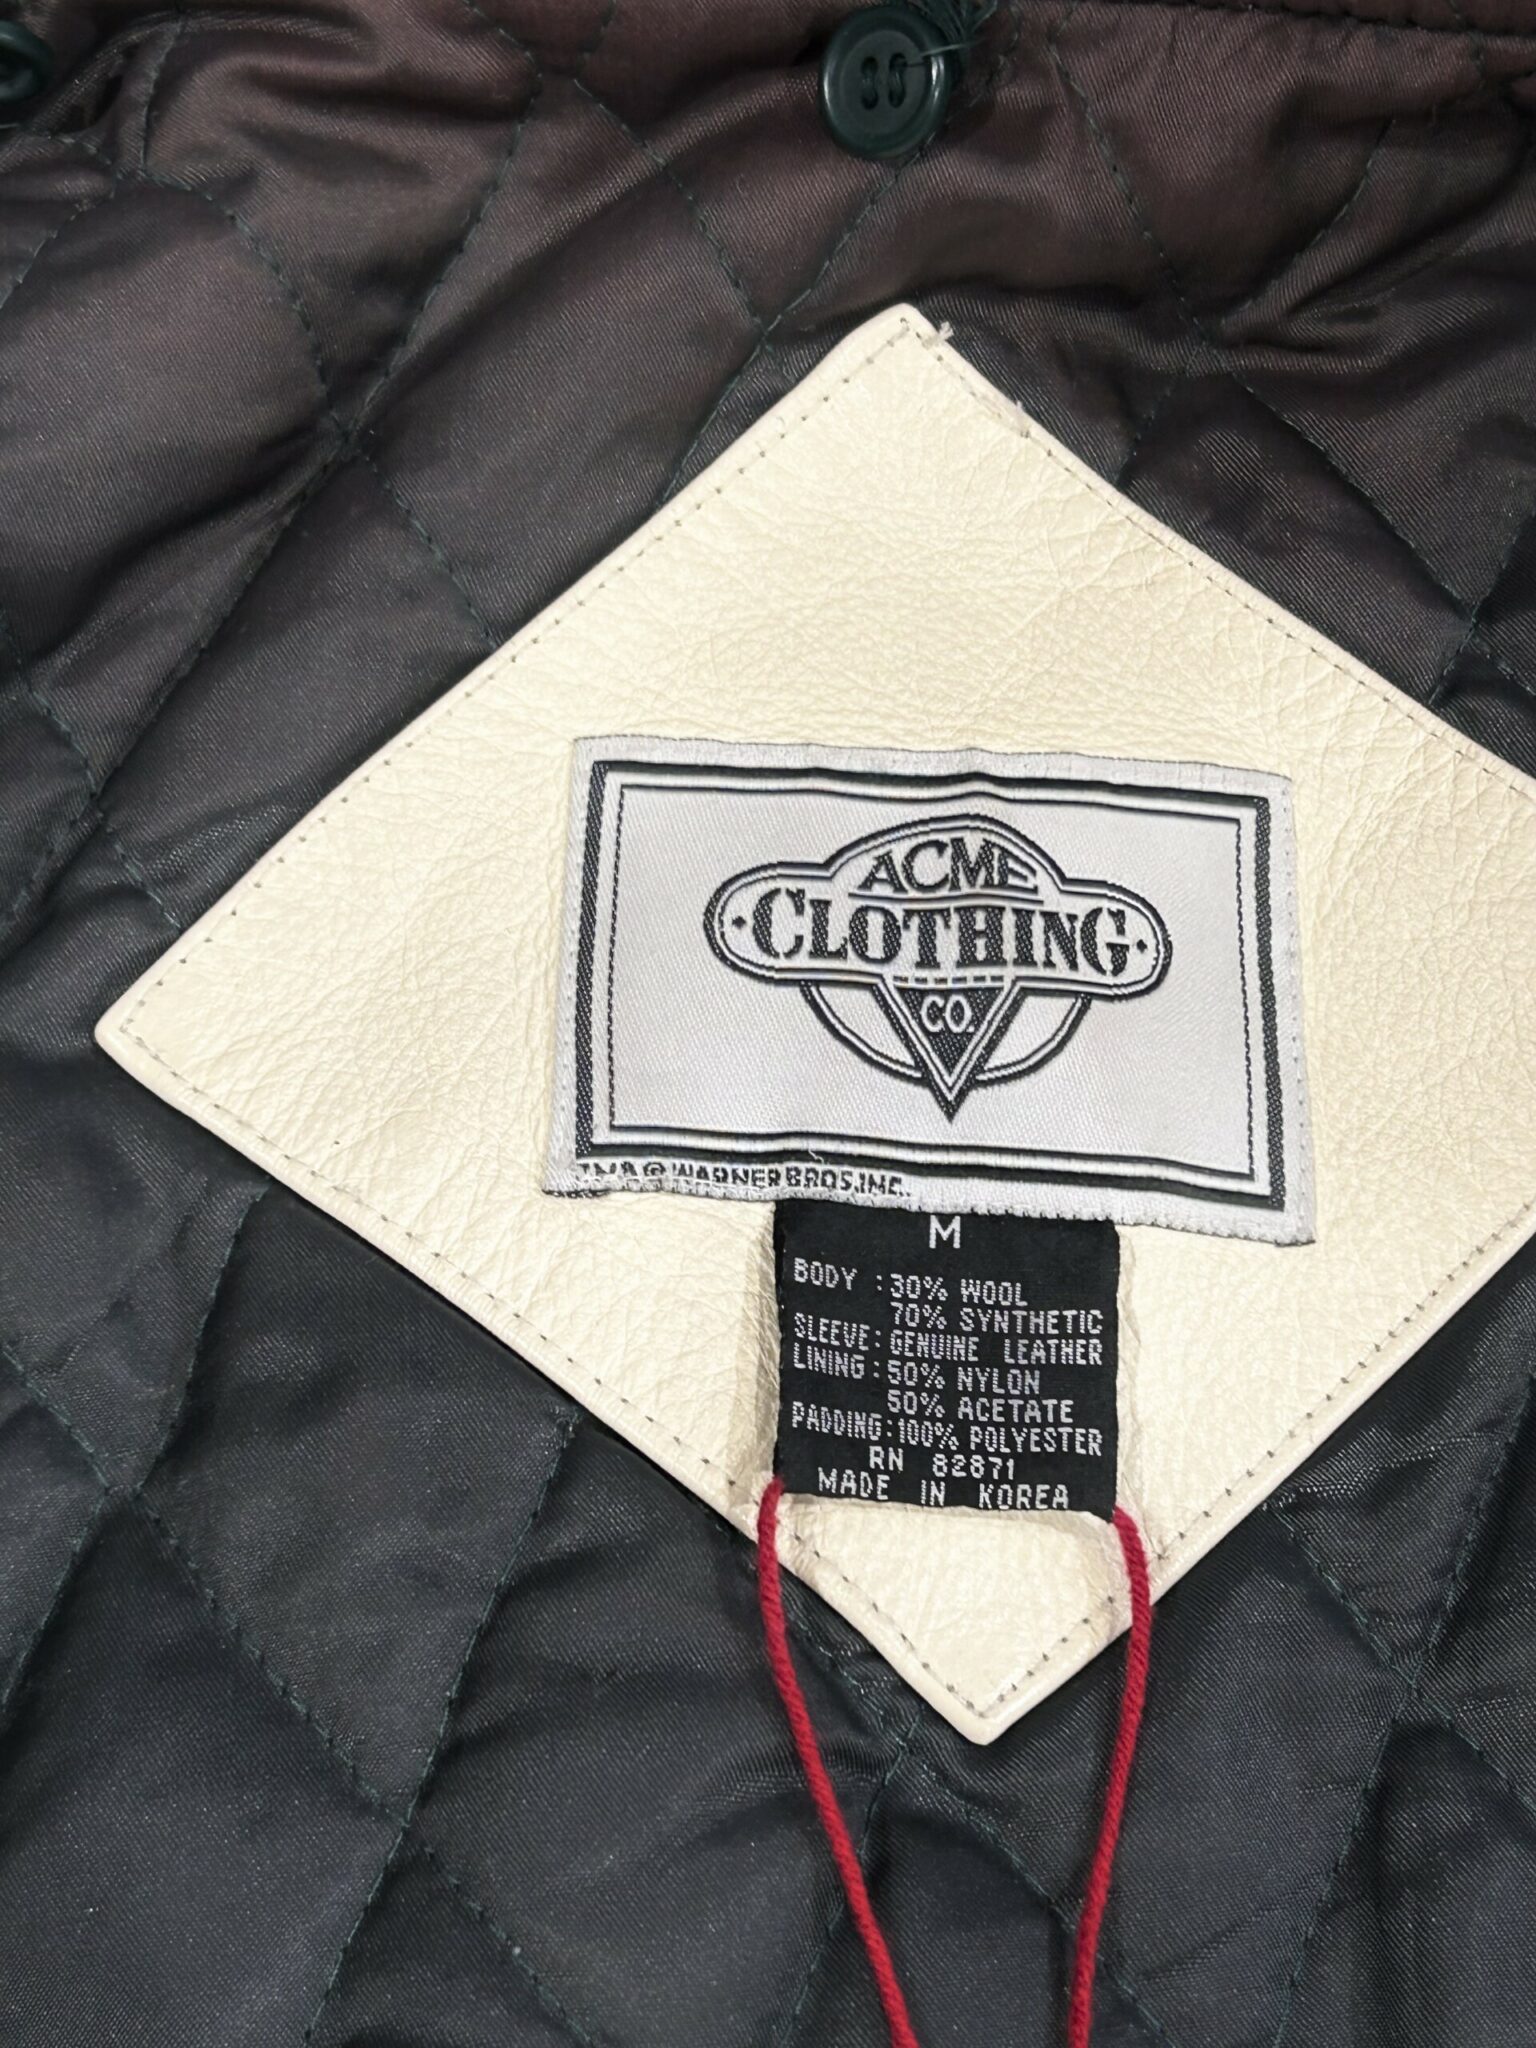 ACME
CLOTHING
CO.
TM & © WARNER BROS. INC.
M
BODY : 30% WOOL
70% SYNTHETIC
SLEEVE: GENUINE LEATHER
LINING : 50% NYLON
50% ACETATE
PADDING: 100% POLYESTER
RN 82871
MADE IN KOREA